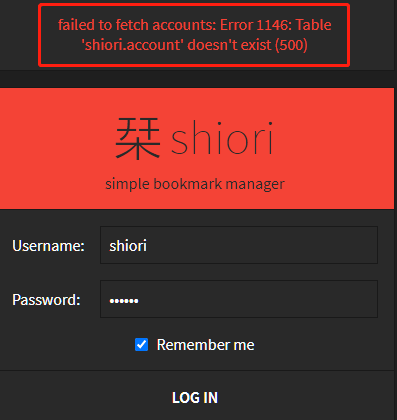 failed to fetch accounts: Error 1146: Table
'shiori.account' doesn't exist (500)
栞 shiori
simple bookmark manager
Username: shiori
Password: ••••••
Remember me
LOG IN